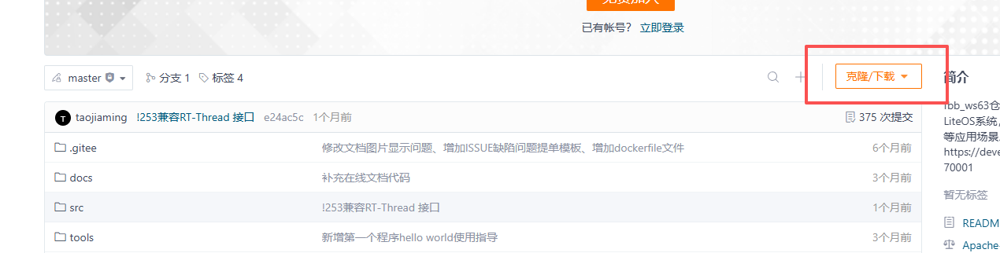 免费加入
已有帐号？ 立即登录
master 分支 1 标签 4 克隆/下载
简介
taojiaming !253兼容RT-Thread 接口 e24ac5c 1个月前 375 次提交
fbb_ws63仓
LiteOS系统,
等应用场景
https://deve
70001
.gitee 修改文档图片显示问题、增加ISSUE缺陷问题提单模板、增加dockerfile文件 6个月前
docs 补充在线文档代码 3个月前
src !253兼容RT-Thread 接口 1个月前
tools 新增第一个程序hello world使用指导 3个月前
暂无标签
READM
Apache-